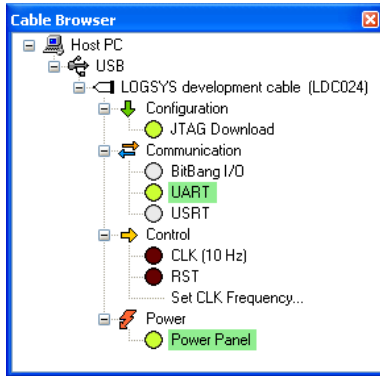 Cable Browser
Host PC
USB
LOGSYS development cable (LDC024)
Configuration
JTAG Download
Communication
BitBang I/O
UART
USRT
Control
CLK (10 Hz)
RST
Set CLK Frequency...
Power
Power Panel